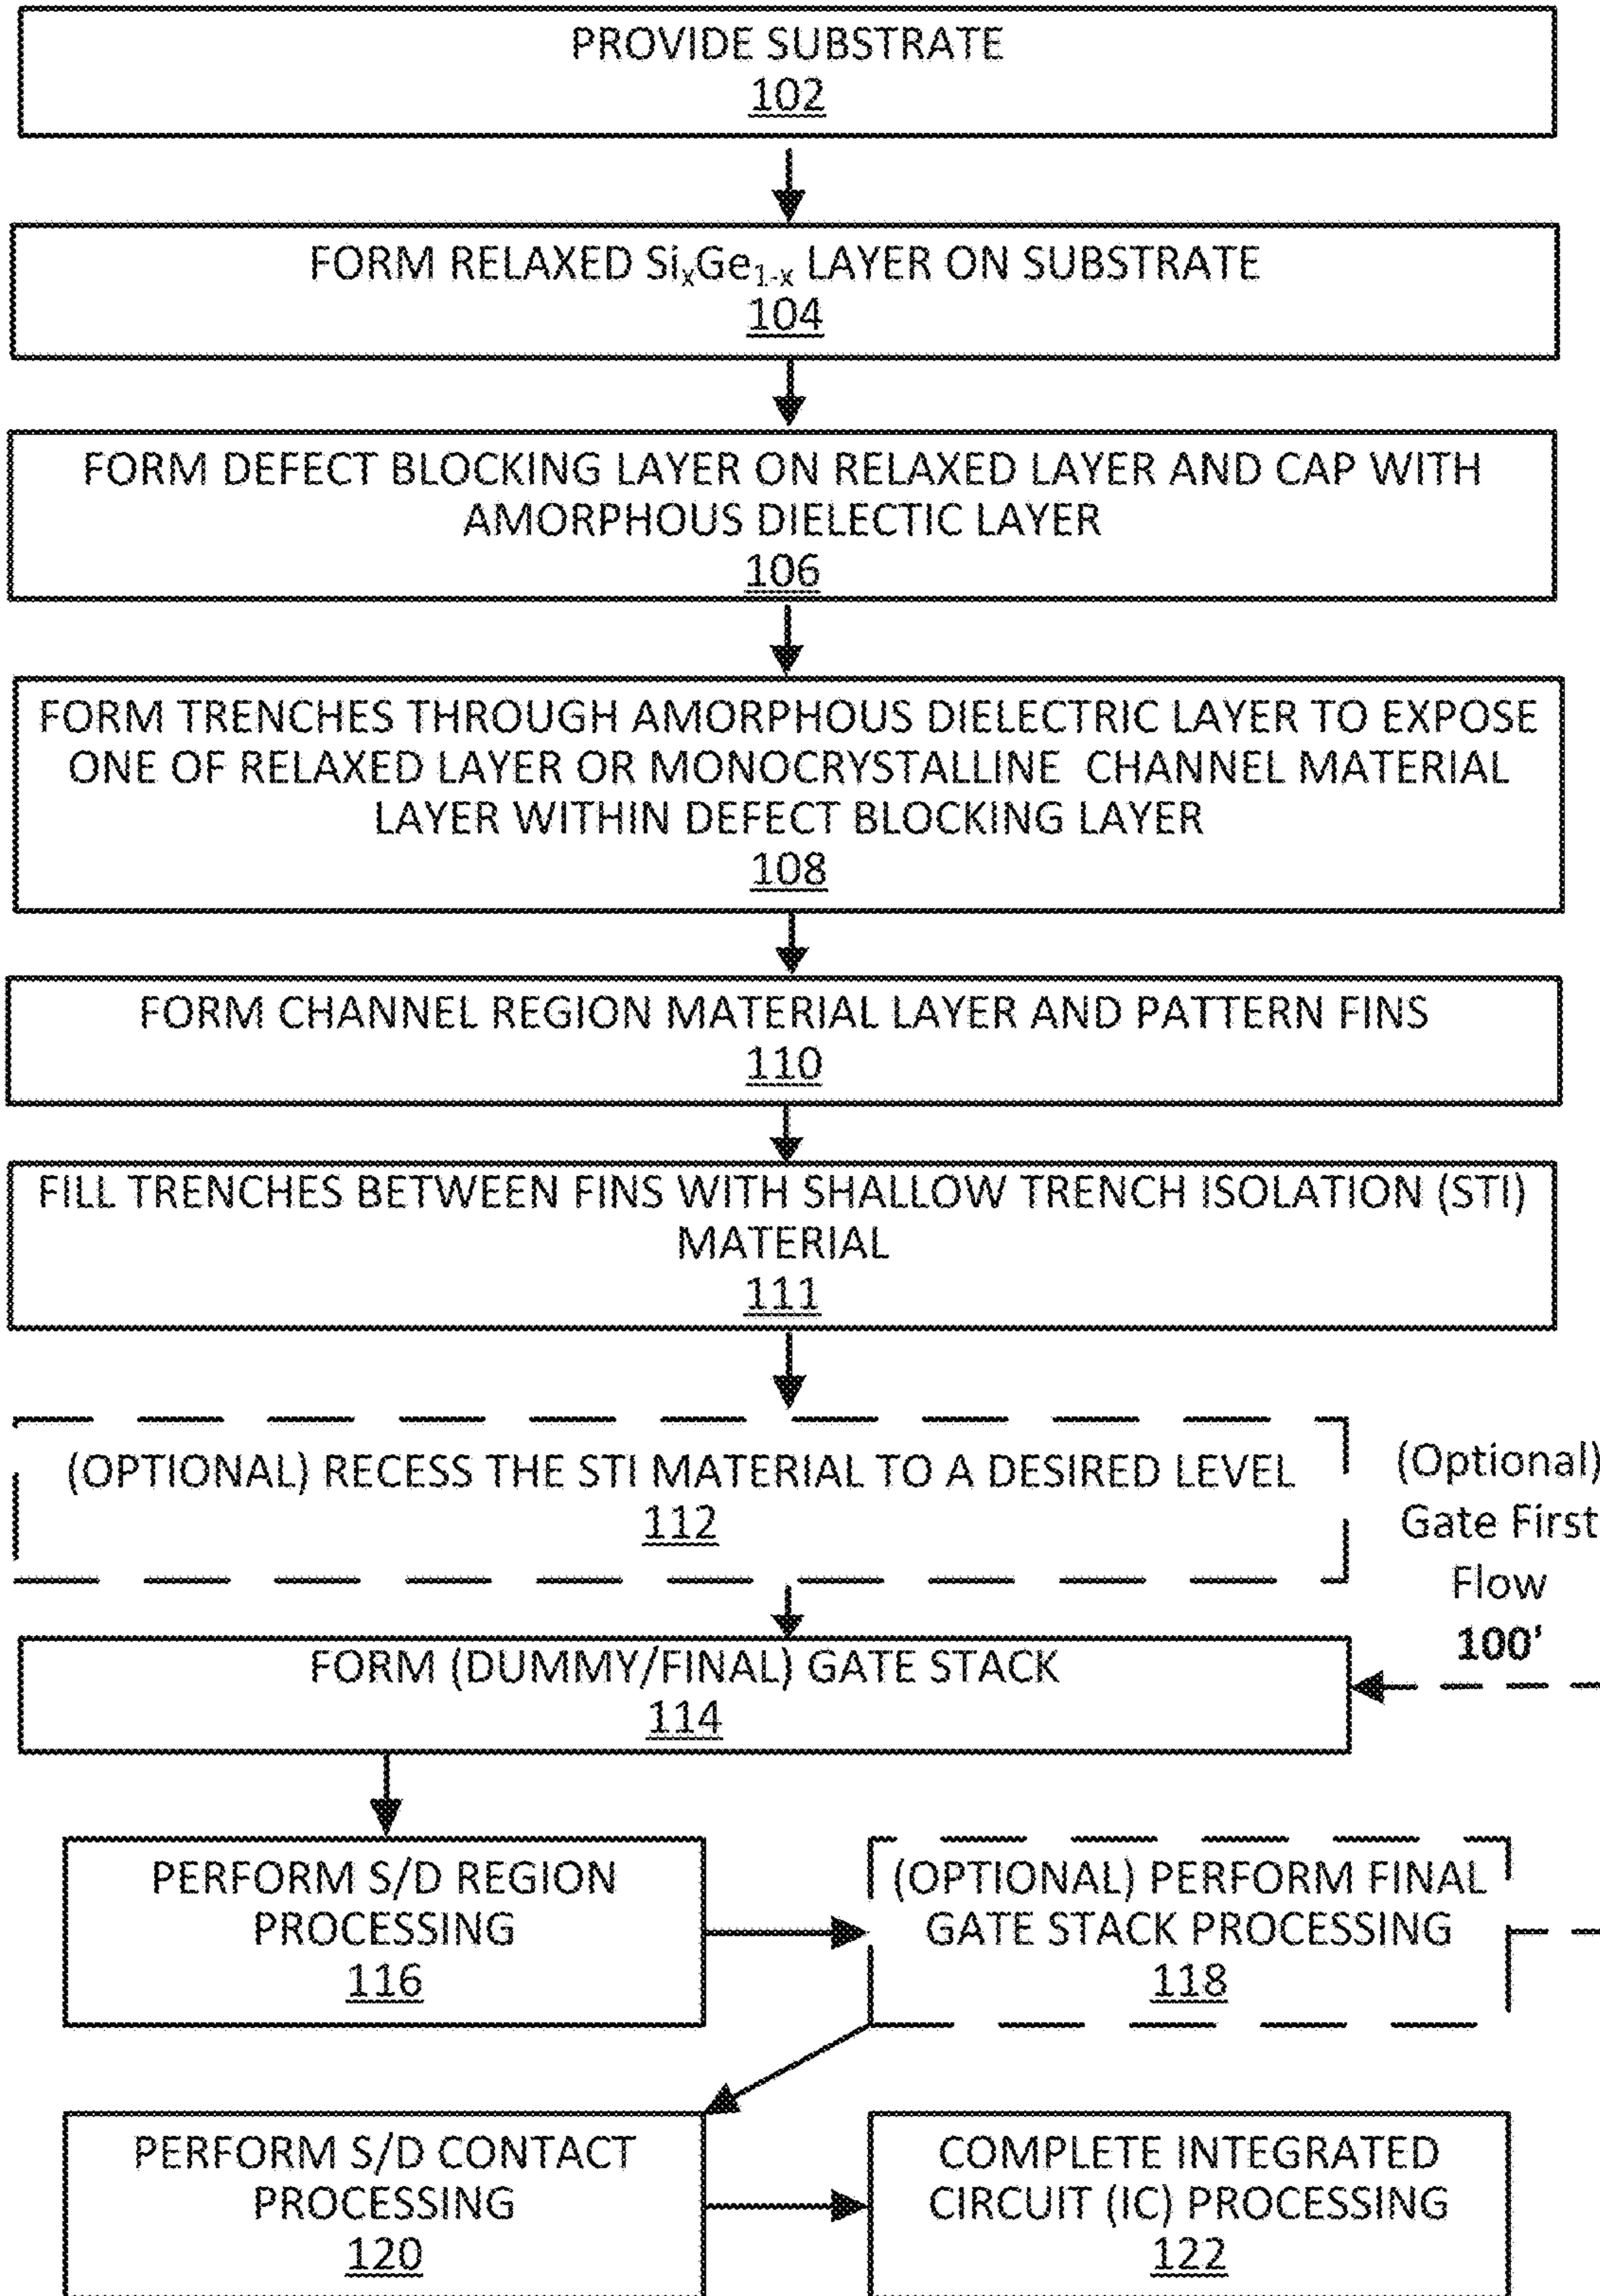 PROVIDE SUBSTRATE
102
FORM RELAXED SiₓGe₁₋ₓ LAYER ON SUBSTRATE
104
FORM DEFECT BLOCKING LAYER ON RELAXED LAYER AND CAP WITH
AMORPHOUS DIELECTIC LAYER
106
FORM TRENCHES THROUGH AMORPHOUS DIELECTRIC LAYER TO EXPOSE
ONE OF RELAXED LAYER OR MONOCRYSTALLINE CHANNEL MATERIAL
LAYER WITHIN DEFECT BLOCKING LAYER
108
FORM CHANNEL REGION MATERIAL LAYER AND PATTERN FINS
110
FILL TRENCHES BETWEEN FINS WITH SHALLOW TRENCH ISOLATION (STI)
MATERIAL
111
(OPTIONAL) RECESS THE STI MATERIAL TO A DESIRED LEVEL
112
(Optional)
Gate First
Flow
100'
FORM (DUMMY/FINAL) GATE STACK
114
PERFORM S/D REGION
PROCESSING
116
(OPTIONAL) PERFORM FINAL
GATE STACK PROCESSING
118
PERFORM S/D CONTACT
PROCESSING
120
COMPLETE INTEGRATED
CIRCUIT (IC) PROCESSING
122